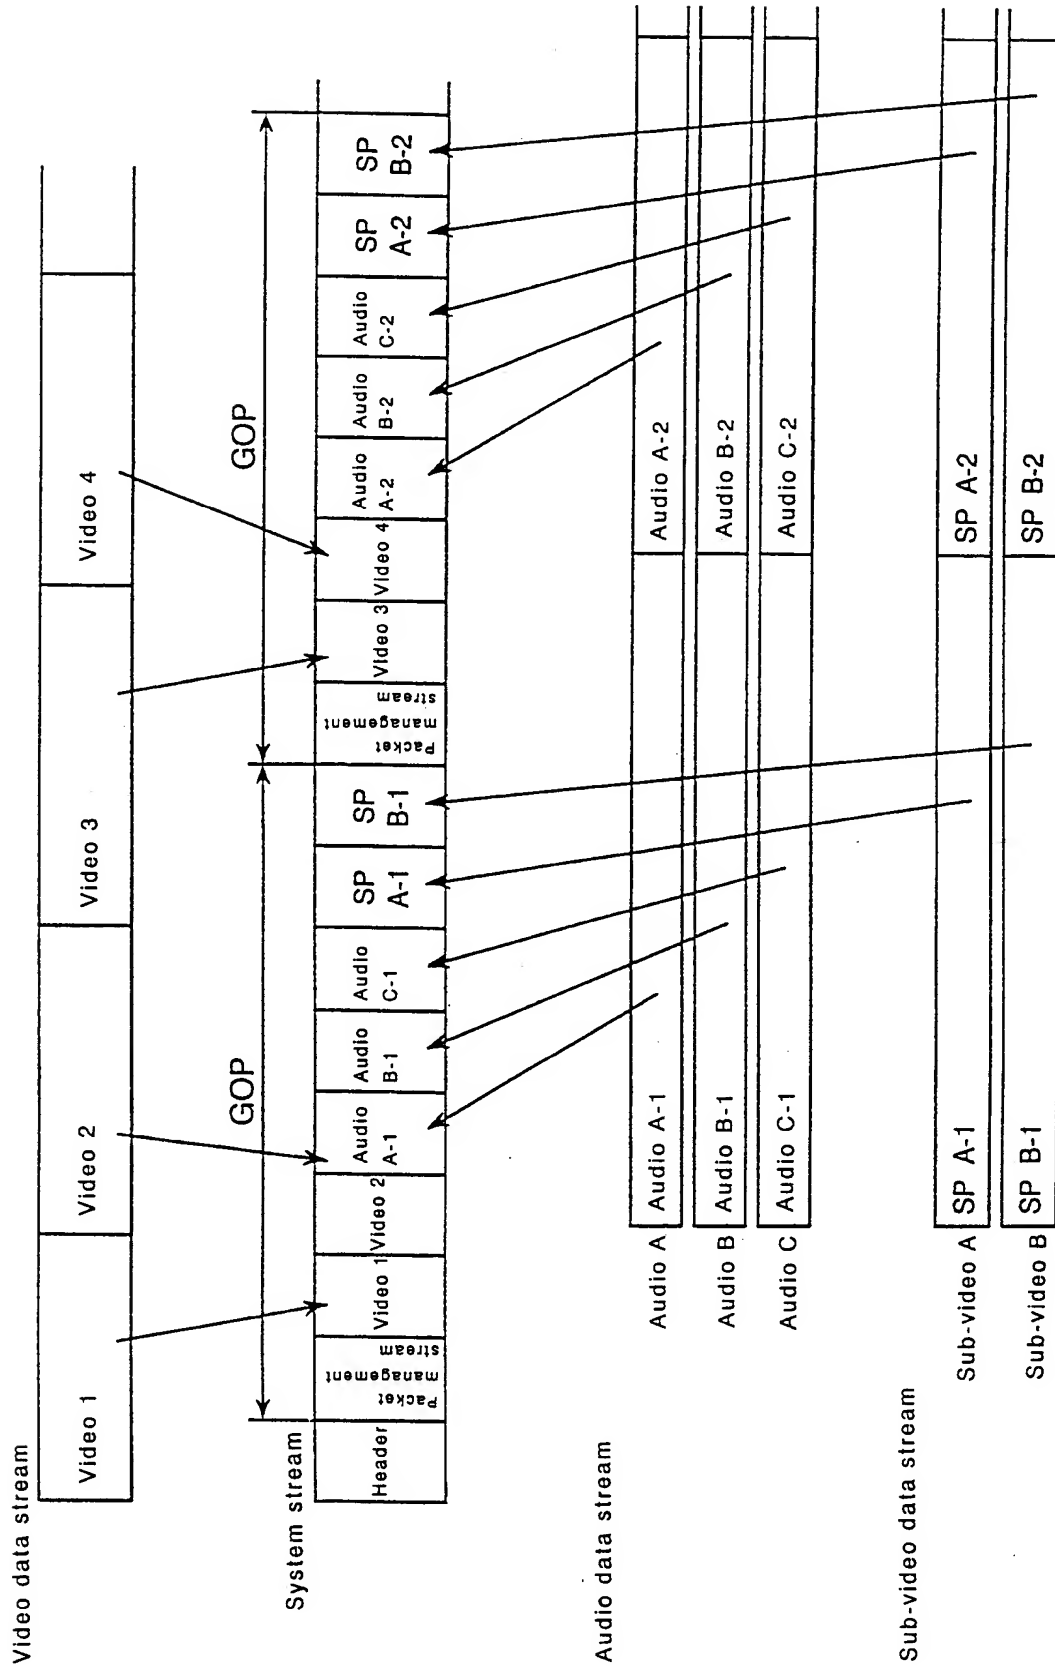 Video data stream
Video 1
Video 2
Video 3
Video 4
GOP
GOP
System stream
Header
Packet
management
stream
Video 1
Video 2
Audio
A-1
Audio
B-1
Audio
C-1
SP
A-1
SP
B-1
Packet
management
stream
Video 3
Video 4
Audio
A-2
Audio
B-2
Audio
C-2
SP
A-2
SP
B-2
Audio data stream
Audio A
Audio A-1
Audio A-2
Audio B
Audio B-1
Audio B-2
Audio C
Audio C-1
Audio C-2
Sub-video data stream
Sub-video A
SP A-1
SP A-2
Sub-video B
SP B-1
SP B-2